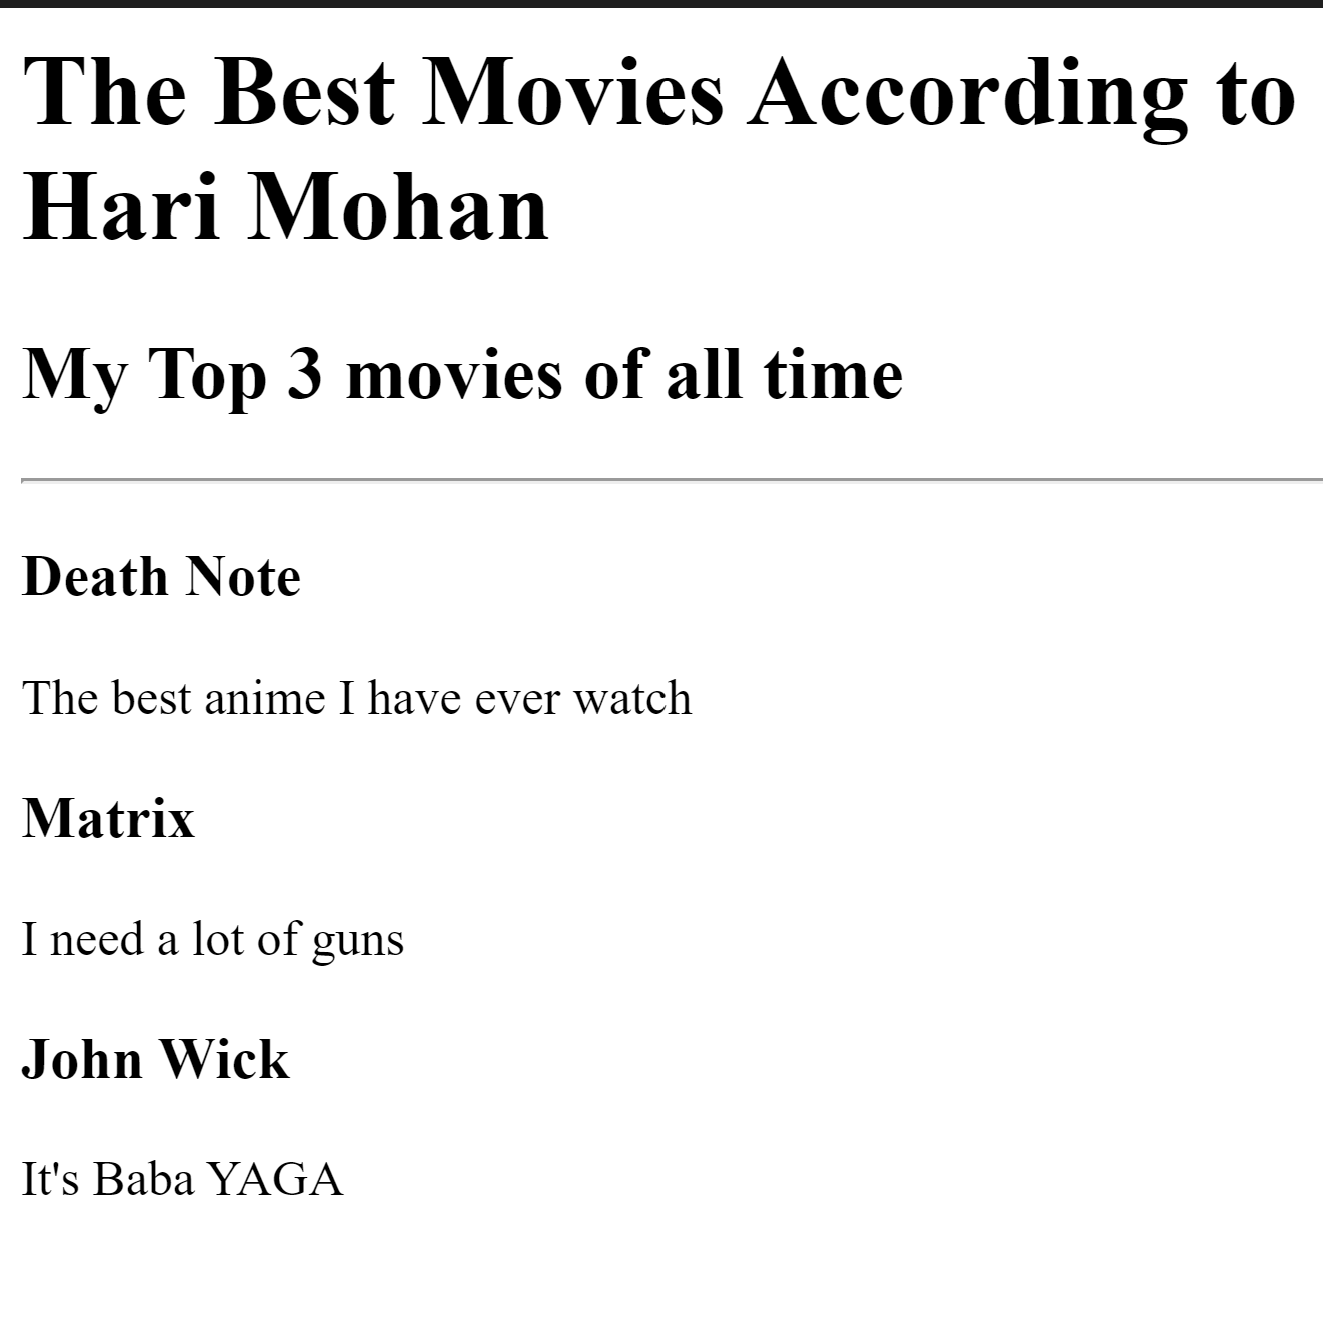 The Best Movies According to
Hari Mohan
My Top 3 movies of all time
Death Note
The best anime I have ever watch
Matrix
I need a lot of guns
John Wick
It's Baba YAGA